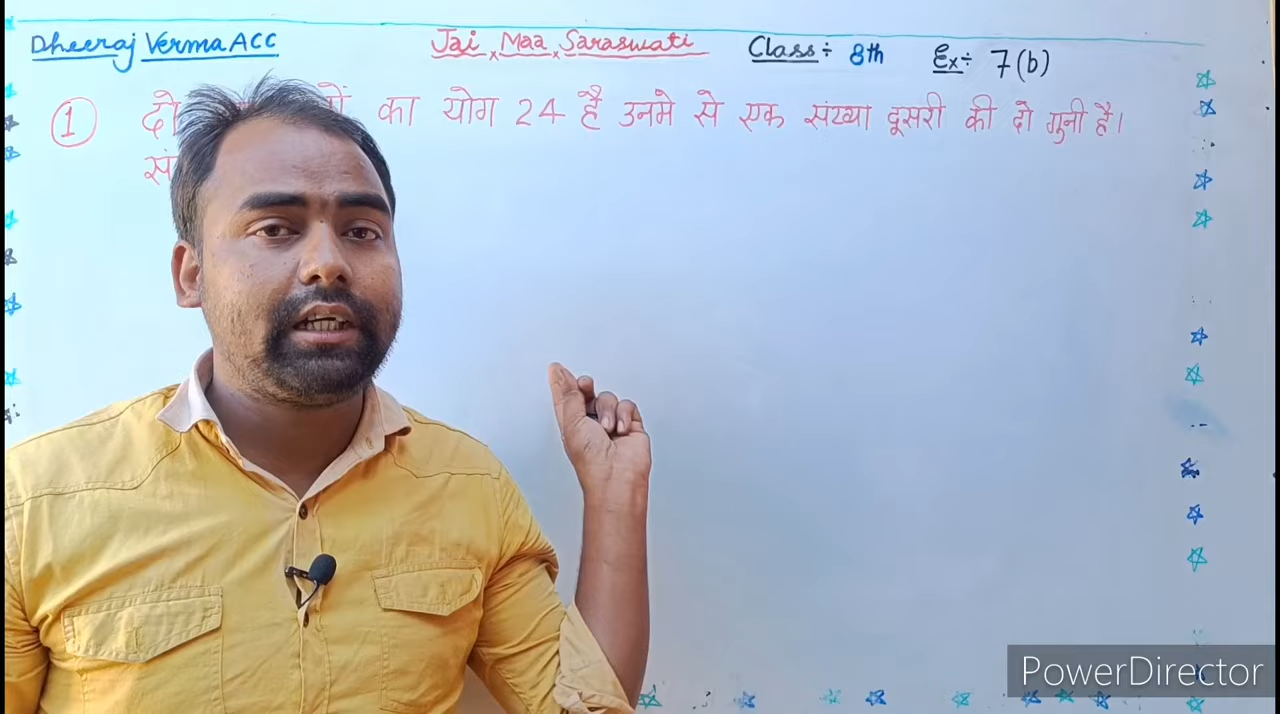 Dheeraj Verma ACC Jai Maa Saraswati Class÷ 8th Ex÷ 7(b)
① दो का योग 24 है उनमे से एक संख्या दूसरी की दो गुनी है।
PowerDirector